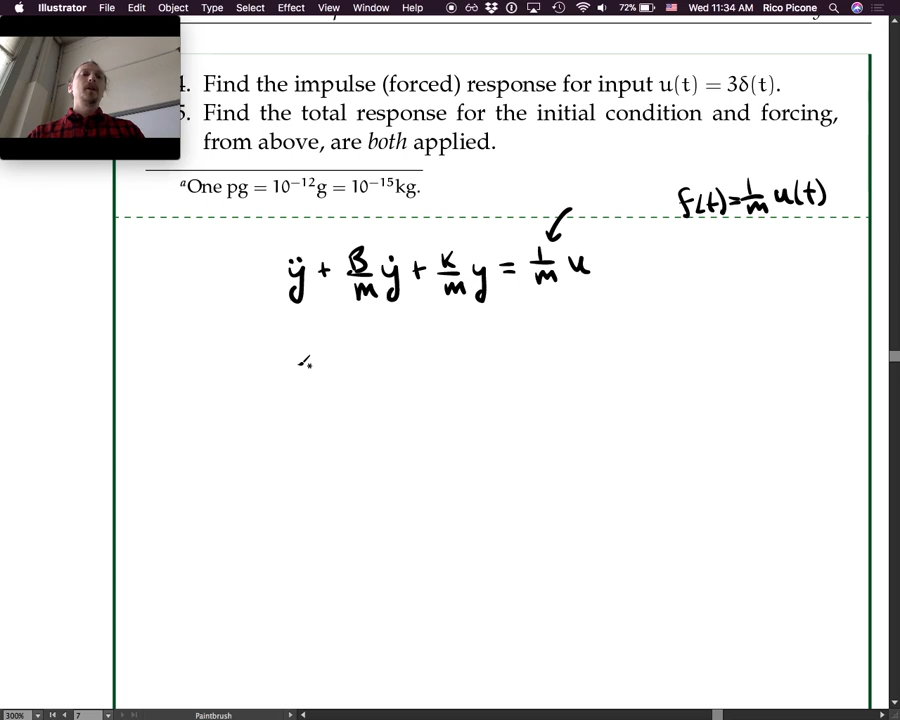 Illustrator File Edit Object Type Select Effect View Window Help 72% Wed 11:34 AM Rico Picone
4. Find the impulse (forced) response for input u(t) = 3δ(t).
5. Find the total response for the initial condition and forcing,
from above, are both applied.
ᵃOne pg = 10⁻¹²g = 10⁻¹⁵kg.
f(t)=1/m u(t)
ÿ + B/m ẏ + K/m y = 1/m u
300% 7 Paintbrush